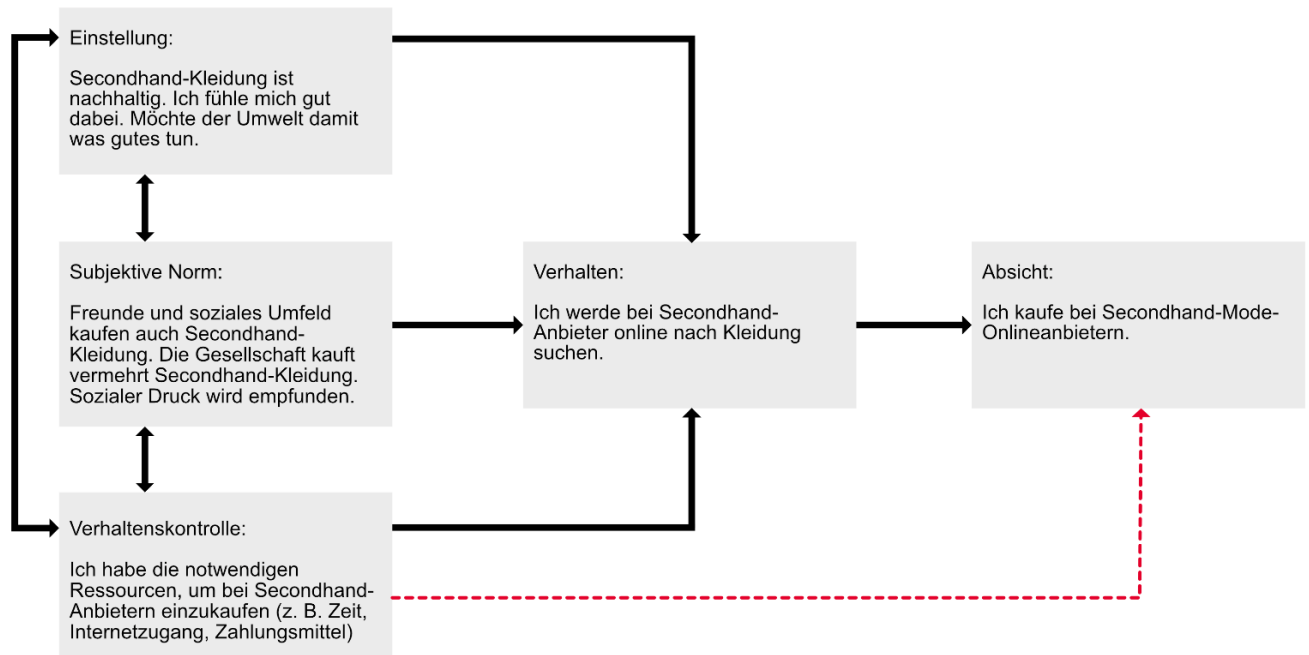 Einstellung:
Secondhand-Kleidung ist
nachhaltig. Ich fühle mich gut
dabei. Möchte der Umwelt damit
was gutes tun.
Subjektive Norm:
Freunde und soziales Umfeld
kaufen auch Secondhand-
Kleidung. Die Gesellschaft kauft
vermehrt Secondhand-Kleidung.
Sozialer Druck wird empfunden.
Verhaltenskontrolle:
Ich habe die notwendigen
Ressourcen, um bei Secondhand-
Anbietern einzukaufen (z. B. Zeit,
Internetzugang, Zahlungsmittel)
Verhalten:
Ich werde bei Secondhand-
Anbieter online nach Kleidung
suchen.
Absicht:
Ich kaufe bei Secondhand-Mode-
Onlineanbietern.